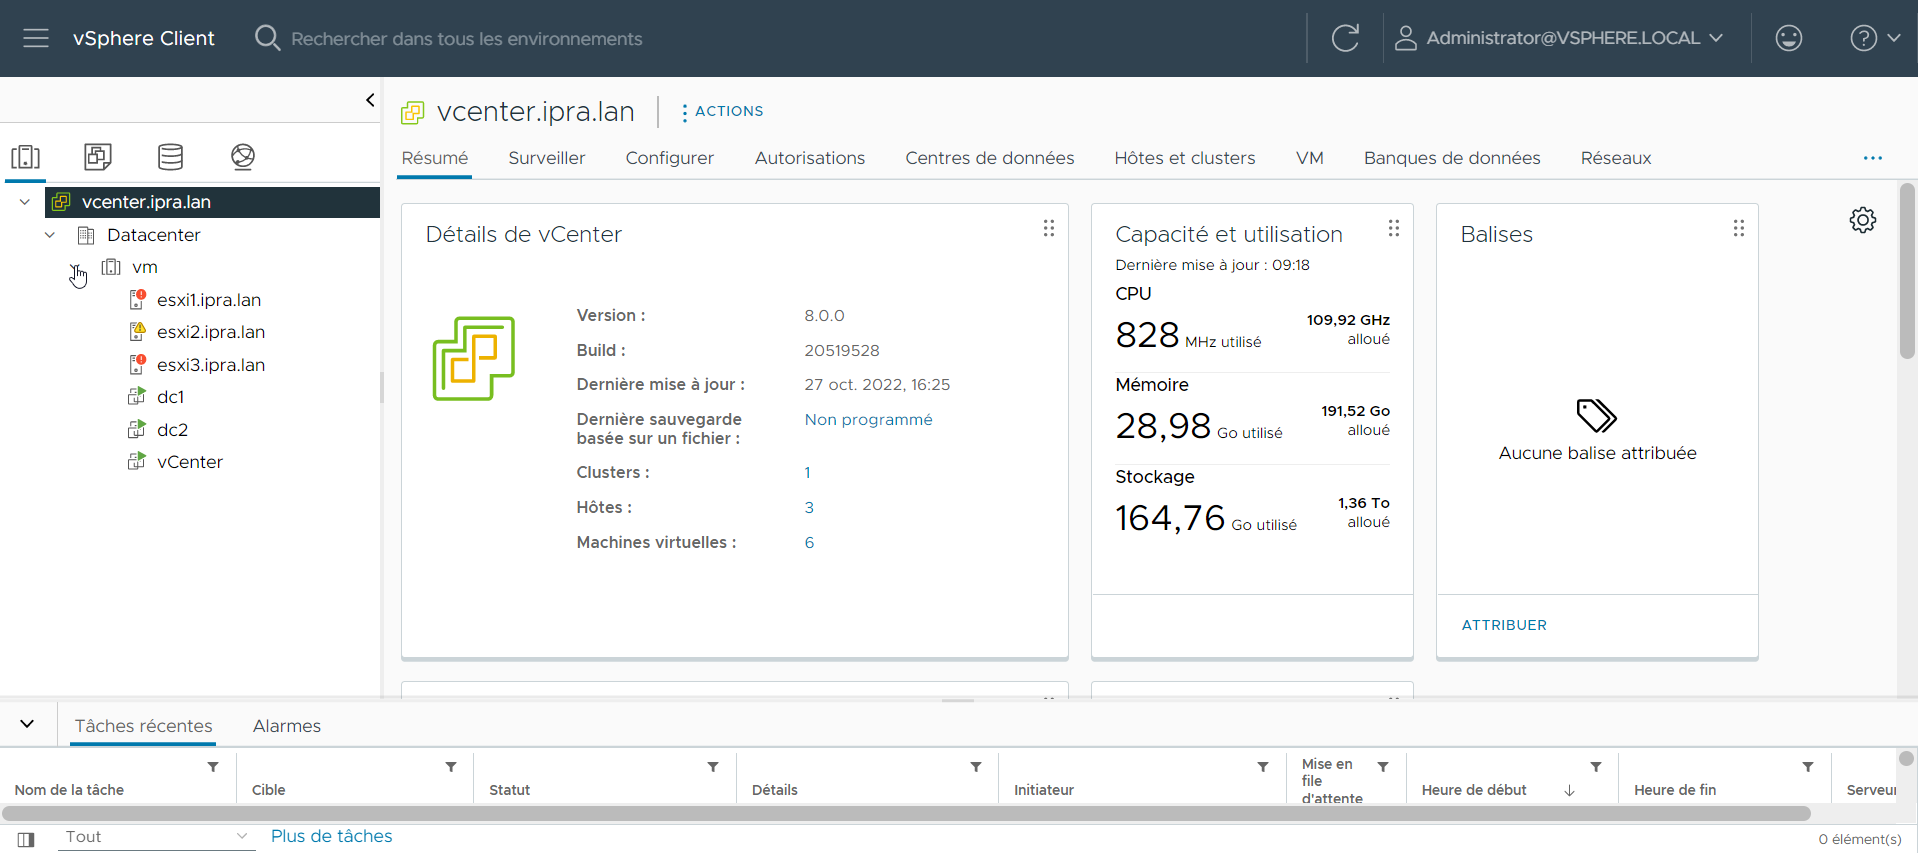 vSphere Client
Rechercher dans tous les environnements
Administrator@VSPHERE.LOCAL
?
vcenter.ipra.lan
Datacenter
vm
esxi1.ipra.lan
esxi2.ipra.lan
esxi3.ipra.lan
dc1
dc2
vCenter
vcenter.ipra.lan
ACTIONS
Résumé
Surveiller
Configurer
Autorisations
Centres de données
Hôtes et clusters
VM
Banques de données
Réseaux
Détails de vCenter
Version : 8.0.0
Build : 20519528
Dernière mise à jour : 27 oct. 2022, 16:25
Dernière sauvegarde Non programmé
basée sur un fichier :
Clusters : 1
Hôtes : 3
Machines virtuelles : 6
Capacité et utilisation
Dernière mise à jour : 09:18
CPU
828 MHz utilisé
109,92 GHz
alloué
Mémoire
28,98 Go utilisé
191,52 Go
alloué
Stockage
164,76 Go utilisé
1,36 To
alloué
Balises
Aucune balise attribuée
ATTRIBUER
Tâches récentes
Alarmes
Nom de la tâche
Cible
Statut
Détails
Initiateur
Mise en
file
d'attente
Heure de début
Heure de fin
Serveur
Tout
Plus de tâches
0 élément(s)